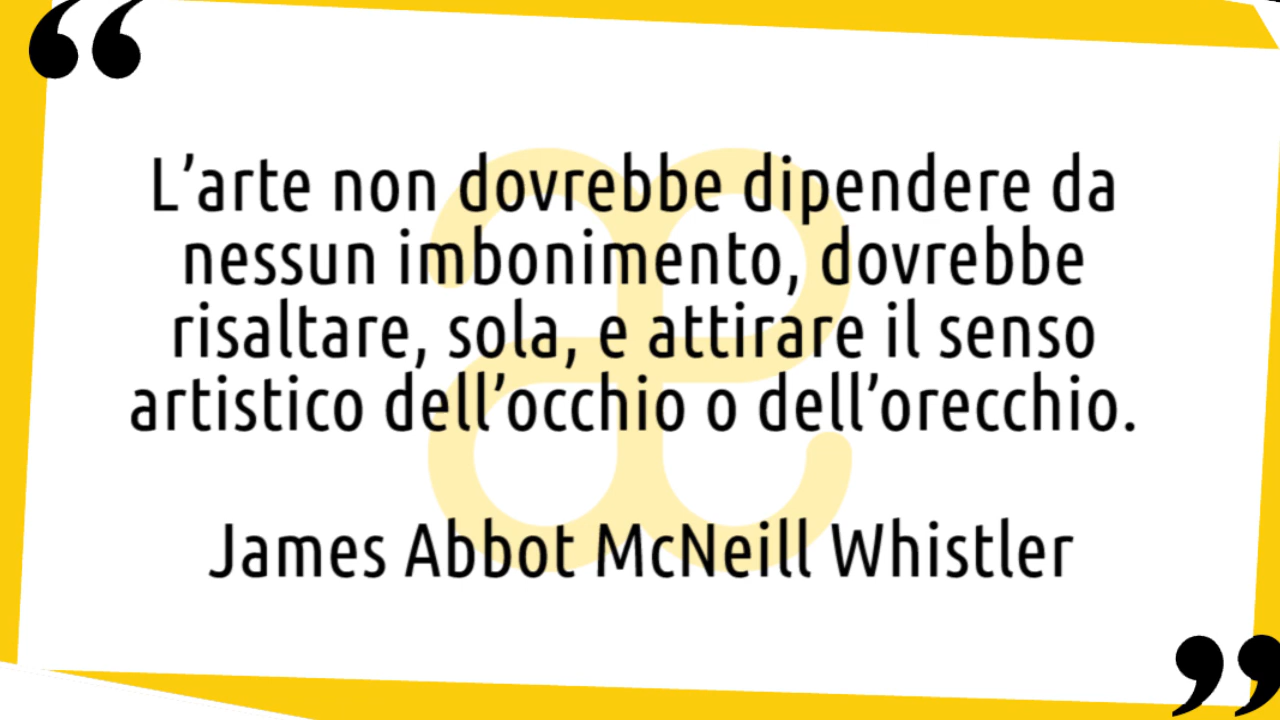 L’arte non dovrebbe dipendere da
nessun imbonimento, dovrebbe
risaltare, sola, e attirare il senso
artistico dell’occhio o dell’orecchio.
James Abbot McNeill Whistler